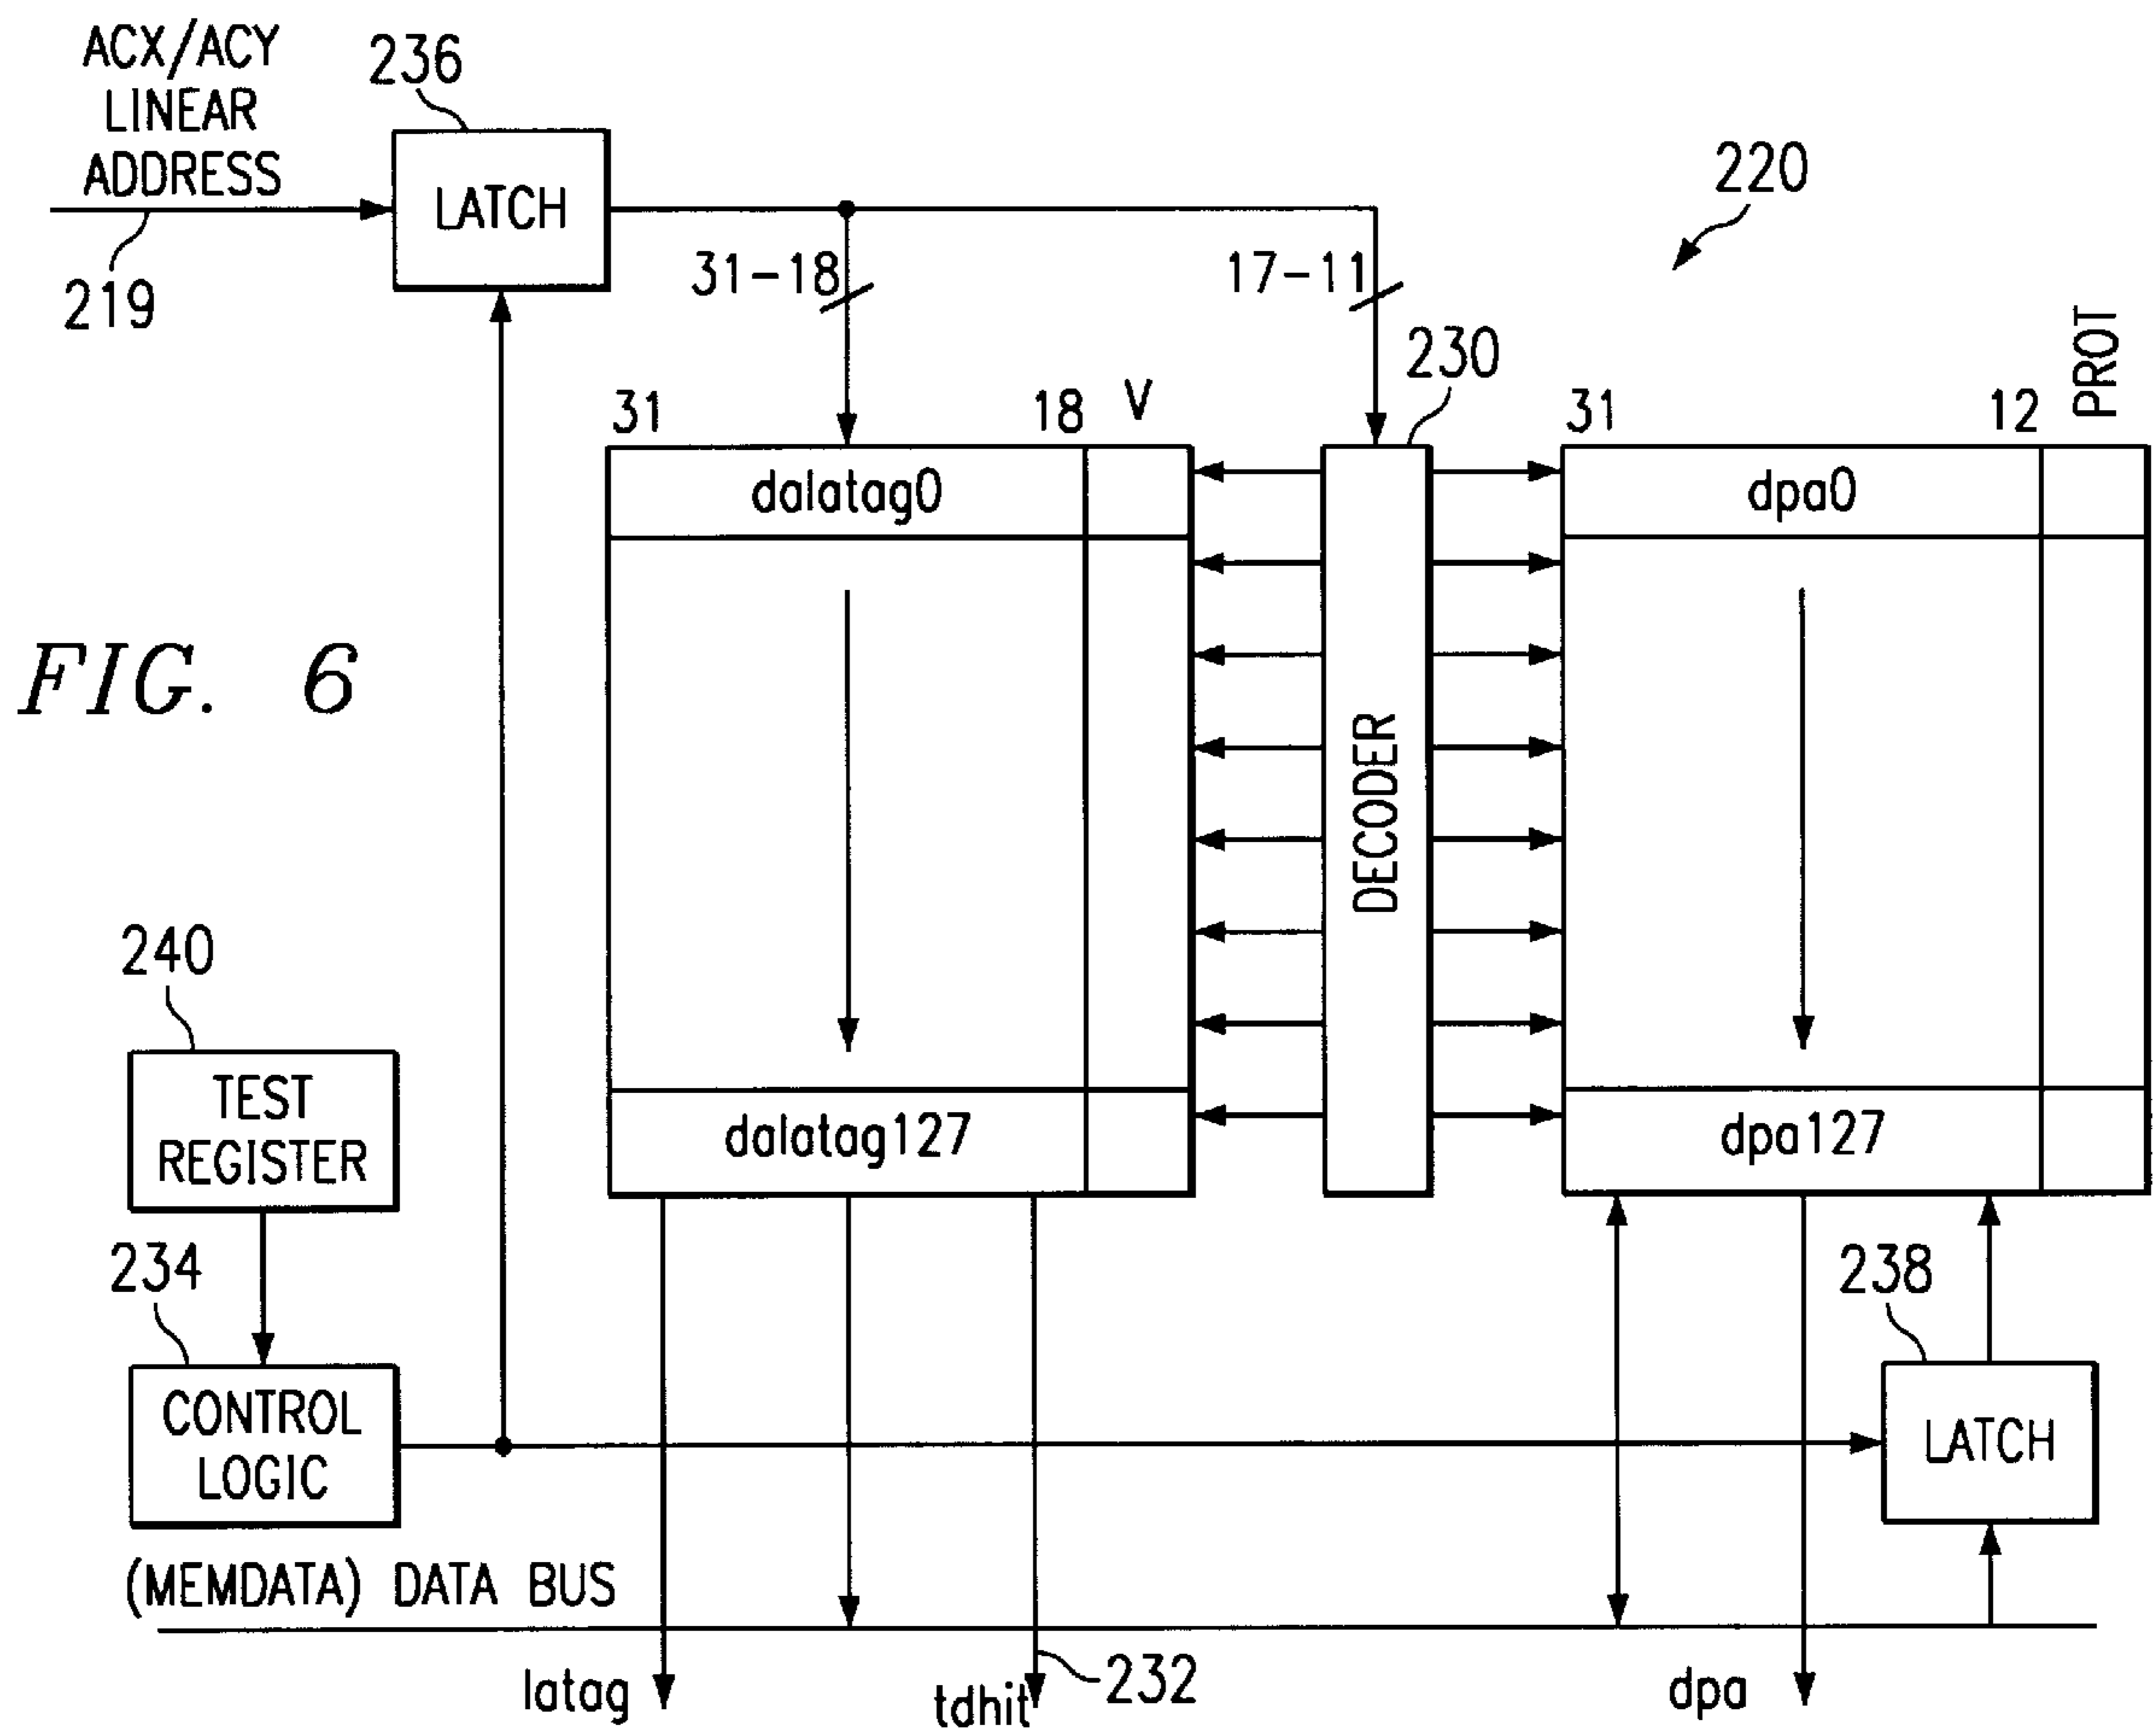 ACX/ACY
LINEAR
ADDRESS
236
LATCH
219
220
31-18
17-11
230
31
18
V
31
12
PROT
dalatag0
dpa0
FIG. 6
DECODER
240
TEST
REGISTER
dalatag127
dpa127
234
238
CONTROL
LOGIC
LATCH
(MEMDATA) DATA BUS
latag
tdhit
232
dpa